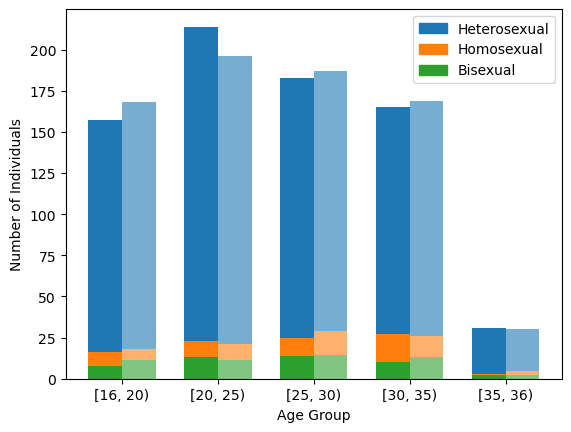 Heterosexual
Homosexual
Bisexual
200
175
150
125
100
75
50
25
0
Number of Individuals
[16, 20)
[20, 25)
[25, 30)
[30, 35)
[35, 36)
Age Group